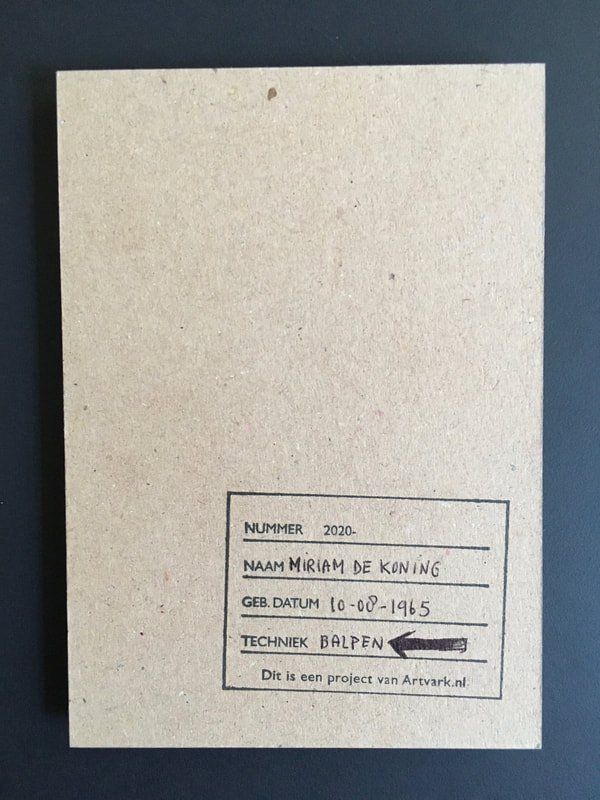 NUMMER 2020-
NAAM MIRIAM DE KONING
GEB. DATUM 10-08-1965
TECHNIEK BALPEN
Dit is een project van Artvark.nl